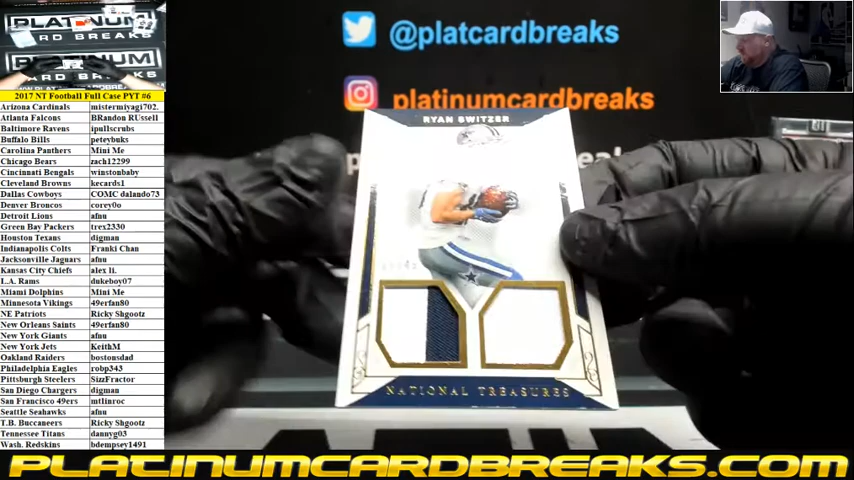 PLATINUM
CARD BREAKS
PLATINUM
CARD BREAKS
@platcardbreaks
platinumcardbreaks
2017 NT Football Full Case PYT #6
Arizona Cardinals mistermiyagi702.
Atlanta Falcons BRandon RUssell
Baltimore Ravens ipullscrubs
Buffalo Bills peteybuks
Carolina Panthers Mini Me
Chicago Bears zach12299
Cincinnati Bengals winstonbaby
Cleveland Browns kecards1
Dallas Cowboys COMC dalando73
Denver Broncos corey0o
Detroit Lions afnu
Green Bay Packers trex2330
Houston Texans digman
Indianapolis Colts Franki Chan
Jacksonville Jaguars afnu
Kansas City Chiefs alex li.
L.A. Rams dukeboy07
Miami Dolphins Mini Me
Minnesota Vikings 49erfan80
NE Patriots Ricky Shgootz
New Orleans Saints 49erfan80
New York Giants afnu
New York Jets KeithM
Oakland Raiders bostonsdad
Philadelphia Eagles robp343
Pittsburgh Steelers SizzFractor
San Diego Chargers digman
San Francisco 49ers mtlinroc
Seattle Seahawks afnu
T.B. Buccaneers Ricky Shgootz
Tennessee Titans dannyg03
Wash. Redskins bdempsey1491
RYAN SWITZER
NATIONAL TREASURES
PLATINUMCARDBREAKS.COM